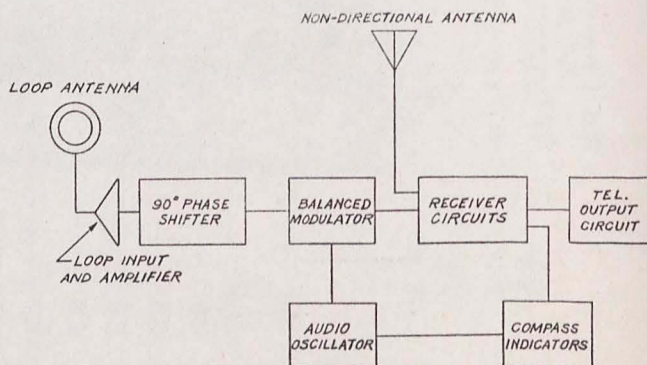 NON-DIRECTIONAL ANTENNA
LOOP ANTENNA
90° PHASE
SHIFTER
BALANCED
MODULATOR
RECEIVER
CIRCUITS
TEL.
OUTPUT
CIRCUIT
LOOP INPUT
AND AMPLIFIER
AUDIO
OSCILLATOR
COMPASS
INDICATORS